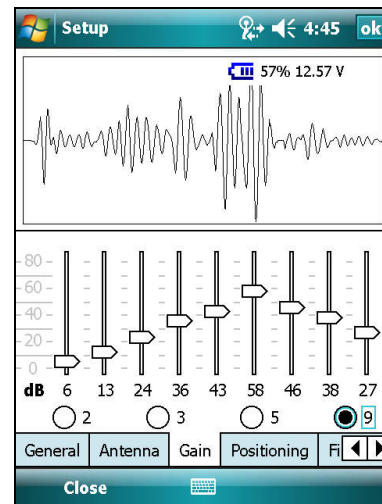 Setup 4:45 ok
57% 12.57 V
80
60
40
20
0
dB 6 13 24 36 43 58 46 38 27
2 3 5 9
General Antenna Gain Positioning Fi
Close